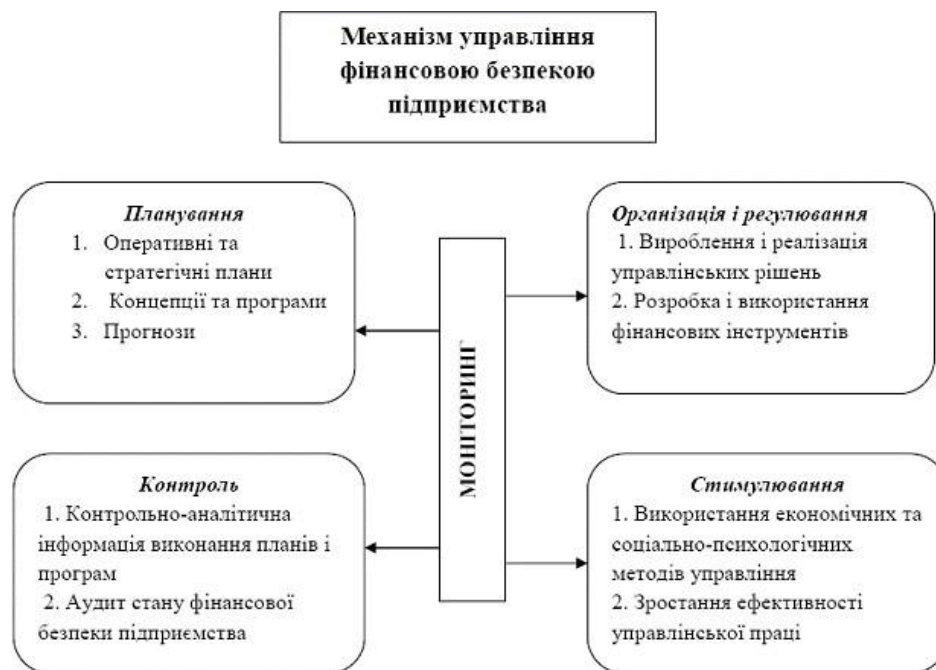 Механізм управління
фінансовою безпекою
підприємства
Планування
1. Оперативні та
стратегічні плани
2. Концепції та програми
3. Прогнози
Організація і регулювання
1. Вироблення і реалізація
управлінських рішень
2. Розробка і використання
фінансових інструментів
МОНІТОРИНГ
Контроль
1. Контрольно-аналітична
інформація виконання планів і
програм
2. Аудит стану фінансової
безпеки підприємства
Стимулювання
1. Використання економічних та
соціально-психологічних
методів управління
2. Зростання ефективності
управлінської праці